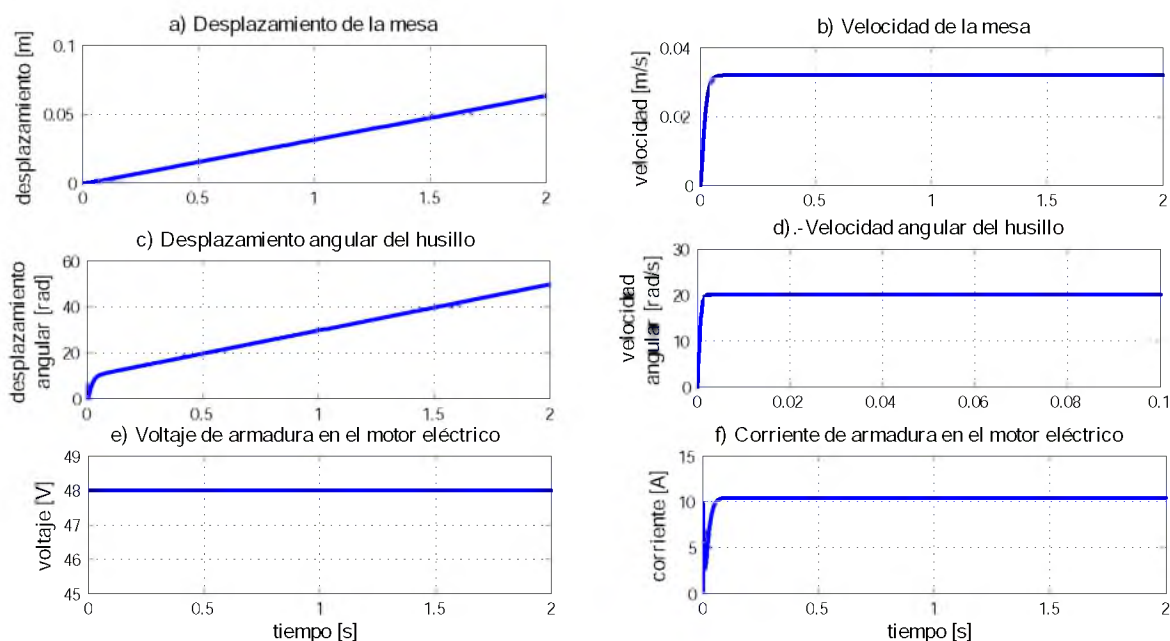 a) Desplazamiento de la mesa
desplazamiento [m]
0.1
0.05
0
0 0.5 1 1.5 2
b) Velocidad de la mesa
velocidad [m/s]
0.04
0.02
0
0 0.5 1 1.5 2
c) Desplazamiento angular del husillo
desplazamiento
angular [rad]
60
40
20
0
0 0.5 1 1.5 2
d).-Velocidad angular del husillo
velocidad
angular [rad/s]
30
20
10
0
0 0.02 0.04 0.06 0.08 0.1
e) Voltaje de armadura en el motor eléctrico
voltaje [V]
49
48
47
46
45
0 0.5 1 1.5 2
tiempo [s]
f) Corriente de armadura en el motor eléctrico
corriente [A]
15
10
5
0
0 0.5 1 1.5 2
tiempo [s]